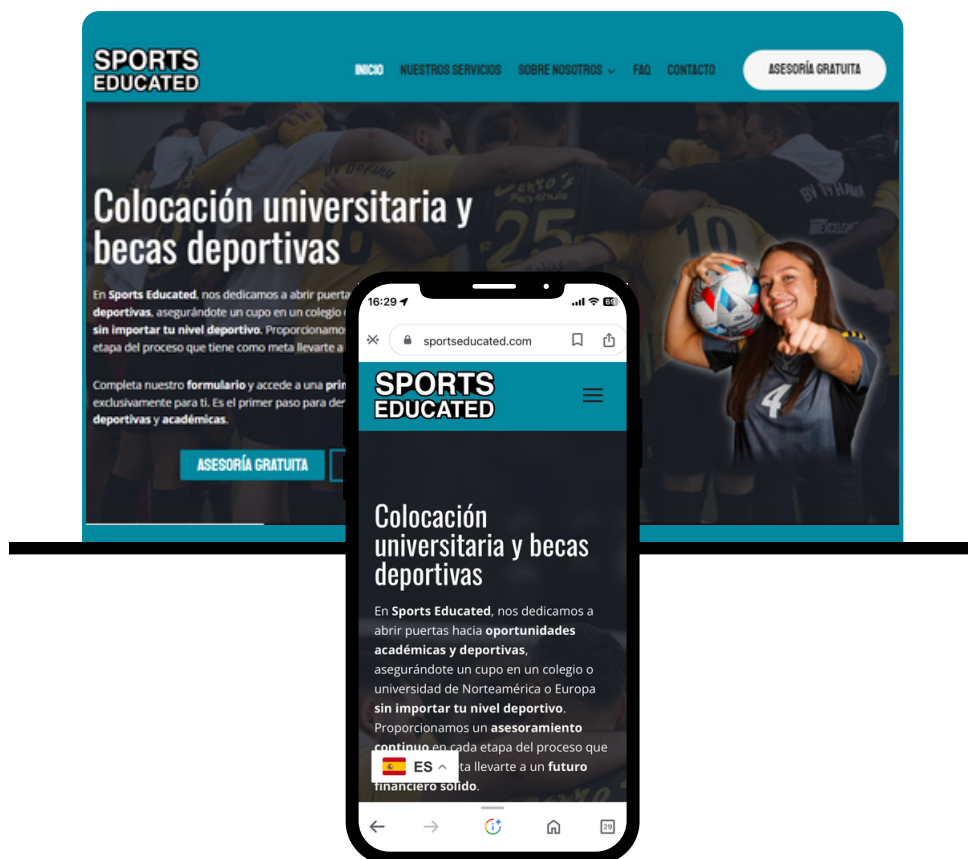 SPORTS
EDUCATED
INICIO NUESTROS SERVICIOS SOBRE NOSOTROS FAQ CONTACTO ASESORÍA GRATUITA
Colocación universitaria y
becas deportivas
En Sports Educated, nos dedicamos a abrir
deportivas, asegurándote un cupo en un colegio
sin importar tu nivel deportivo.
etapa del proceso que tiene como meta llevarte a
Completa nuestro formulario y accede a una
exclusivamente para ti. Es el primer paso para
deportivas y académicas.
ASESORÍA GRATUITA
25
10
4
16:29
69
sportseducated.com
SPORTS
EDUCATED
Colocación
universitaria y becas
deportivas
En Sports Educated, nos dedicamos a
abrir puertas hacia oportunidades
académicas y deportivas,
asegurándote un cupo en un colegio o
universidad de Norteamérica o Europa
sin importar tu nivel deportivo.
Proporcionamos un asesoramiento
continuo en cada etapa del proceso que
ES llevarte a un futuro
financiero sólido.
29